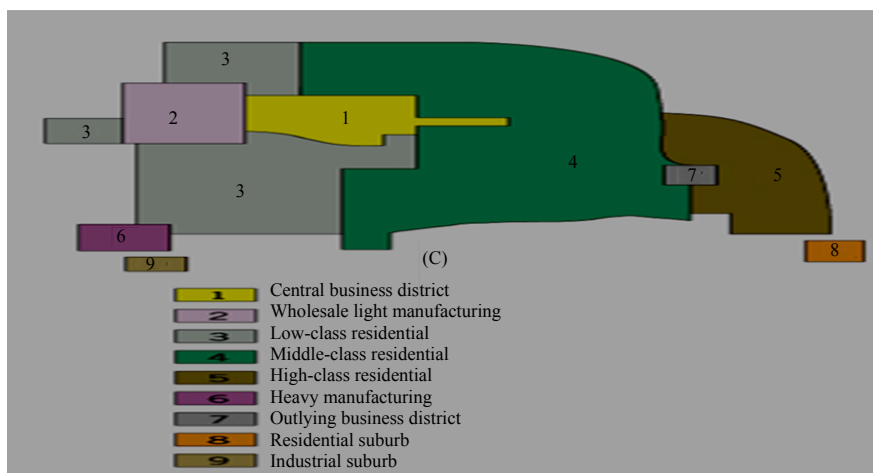 3
3
2
1
4
7
5
3
6
9
8
(C)
1 Central business district
2 Wholesale light manufacturing
3 Low-class residential
4 Middle-class residential
5 High-class residential
6 Heavy manufacturing
7 Outlying business district
8 Residential suburb
9 Industrial suburb